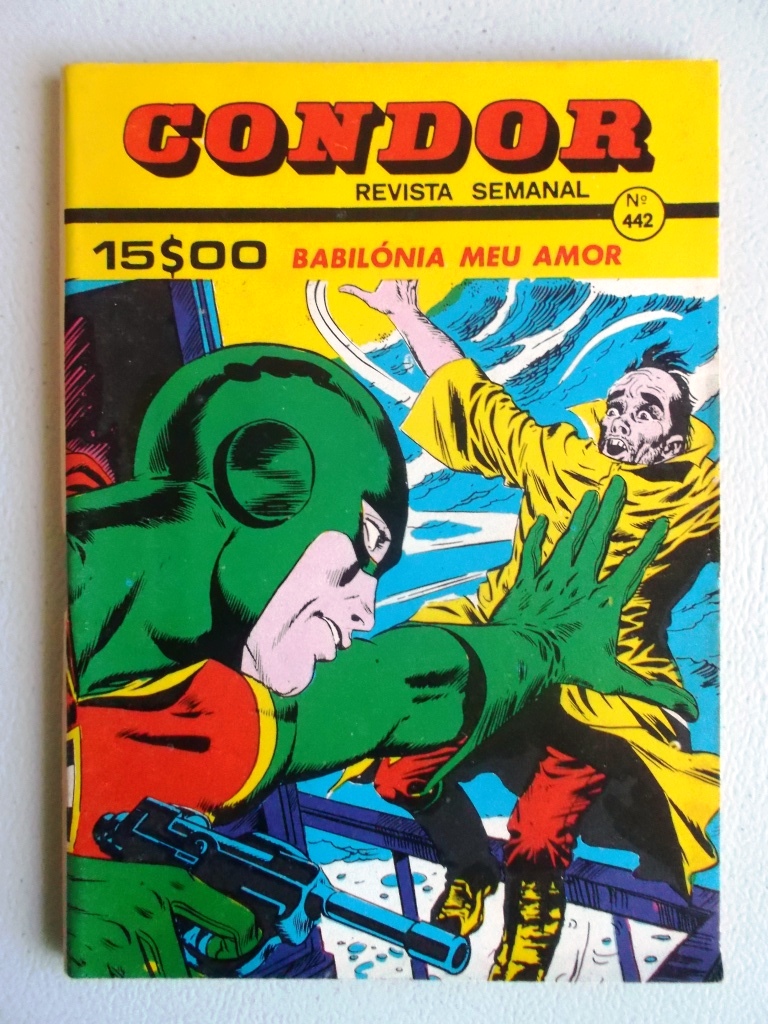 CONDOR
REVISTA SEMANAL
Nº
442
15$00 BABILÓNIA MEU AMOR